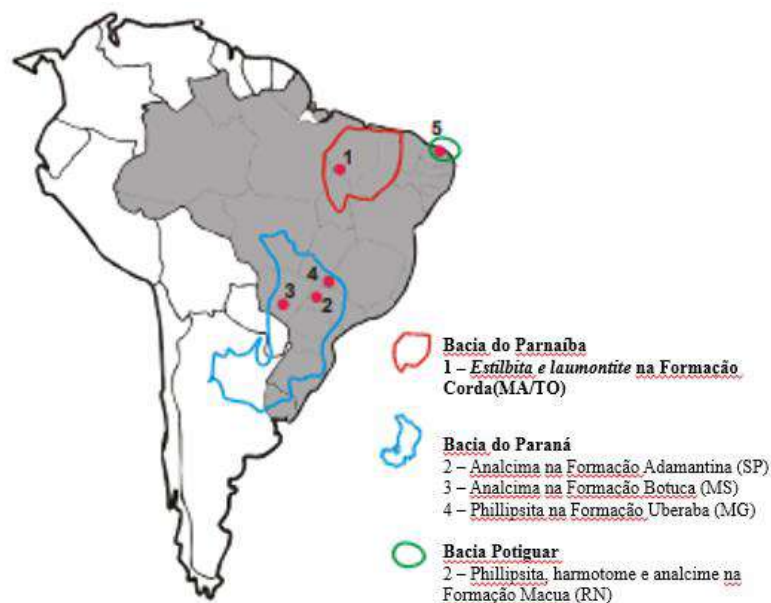 5
1
4
3
2
Bacia do Parnaíba
1 – Estilbita e laumontite na Formação
Corda(MA/TO)
Bacia do Paraná
2 – Analcima na Formação Adamantina (SP)
3 – Analcima na Formação Botuca (MS)
4 – Phillipsita na Formação Uberaba (MG)
Bacia Potiguar
2 – Phillipsita, harmotome e analcime na
Formação Macua (RN)